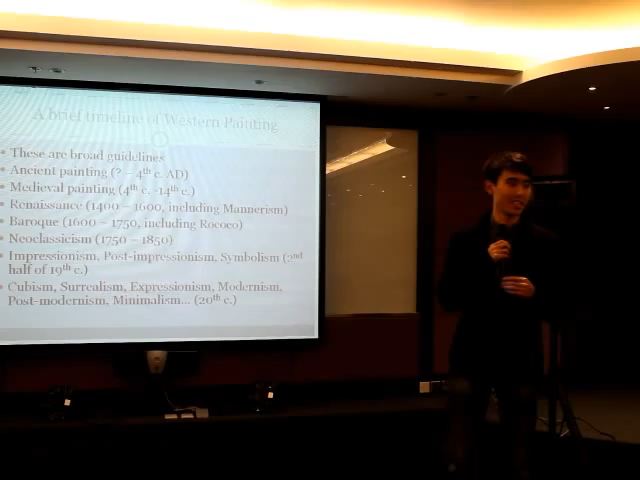 A brief timeline of Western Painting
• These are broad guidelines
• Ancient painting (? – 4th c. AD)
• Medieval painting (4th c. -14th c.)
• Renaissance (1400 – 1600, including Mannerism)
• Baroque (1600 – 1750, including Rococo)
• Neoclassicism (1750 – 1850)
• Impressionism, Post-impressionism, Symbolism (2nd
half of 19th c.)
• Cubism, Surrealism, Expressionism, Modernism,
Post-modernism, Minimalism... (20th c.)